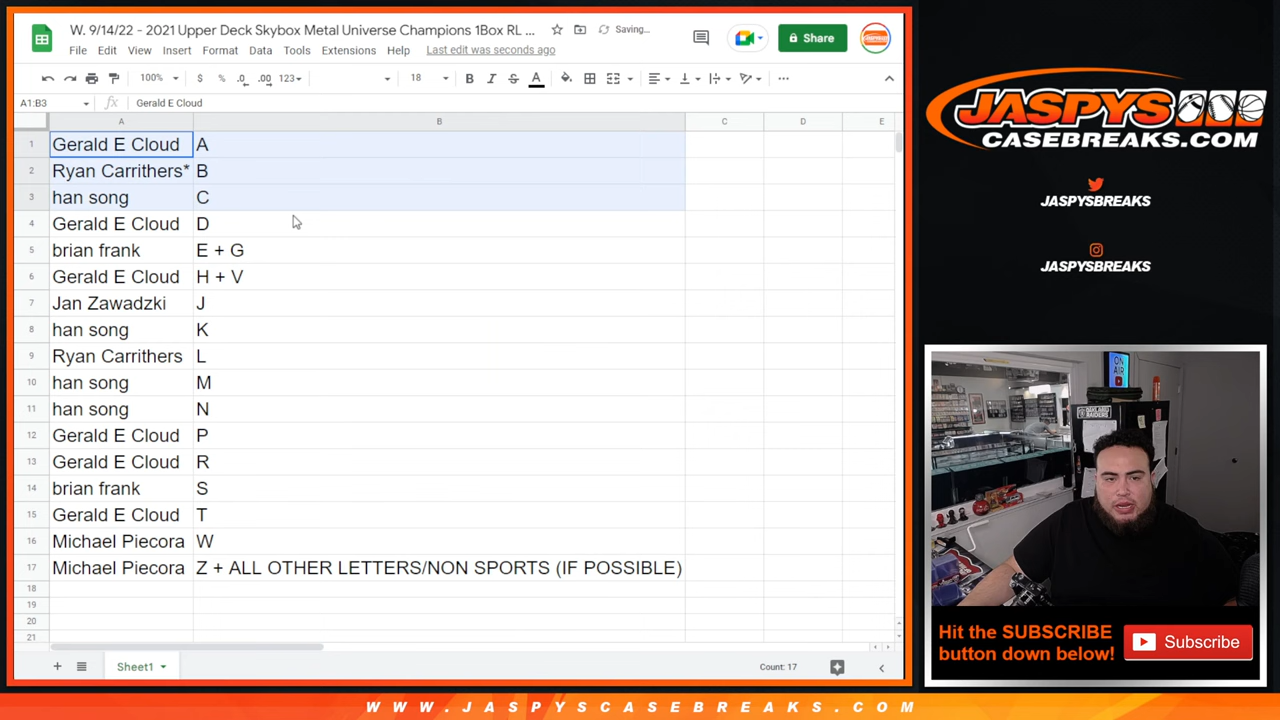 W. 9/14/22 - 2021 Upper Deck Skybox Metal Universe Champions 1Box RL ...
Saving...
File Edit View Insert Format Data Tools Extensions Help Last edit was seconds ago
Share
100% $ % .0 .00 123 18 B I S A
A1:B3 fx Gerald E Cloud
A B C D E
1 Gerald E Cloud A
2 Ryan Carrithers* B
3 han song C
4 Gerald E Cloud D
5 brian frank E + G
6 Gerald E Cloud H + V
7 Jan Zawadzki J
8 han song K
9 Ryan Carrithers L
10 han song M
11 han song N
12 Gerald E Cloud P
13 Gerald E Cloud R
14 brian frank S
15 Gerald E Cloud T
16 Michael Piecora W
17 Michael Piecora Z + ALL OTHER LETTERS/NON SPORTS (IF POSSIBLE)
18
19
20
21
Sheet1
Count: 17
JASPYS
CASEBREAKS.COM
JASPYSBREAKS
JASPYSBREAKS
ON AIR
Hit the SUBSCRIBE
button down below!
Subscribe
WWW.JASPYSCASEBREAKS.COM